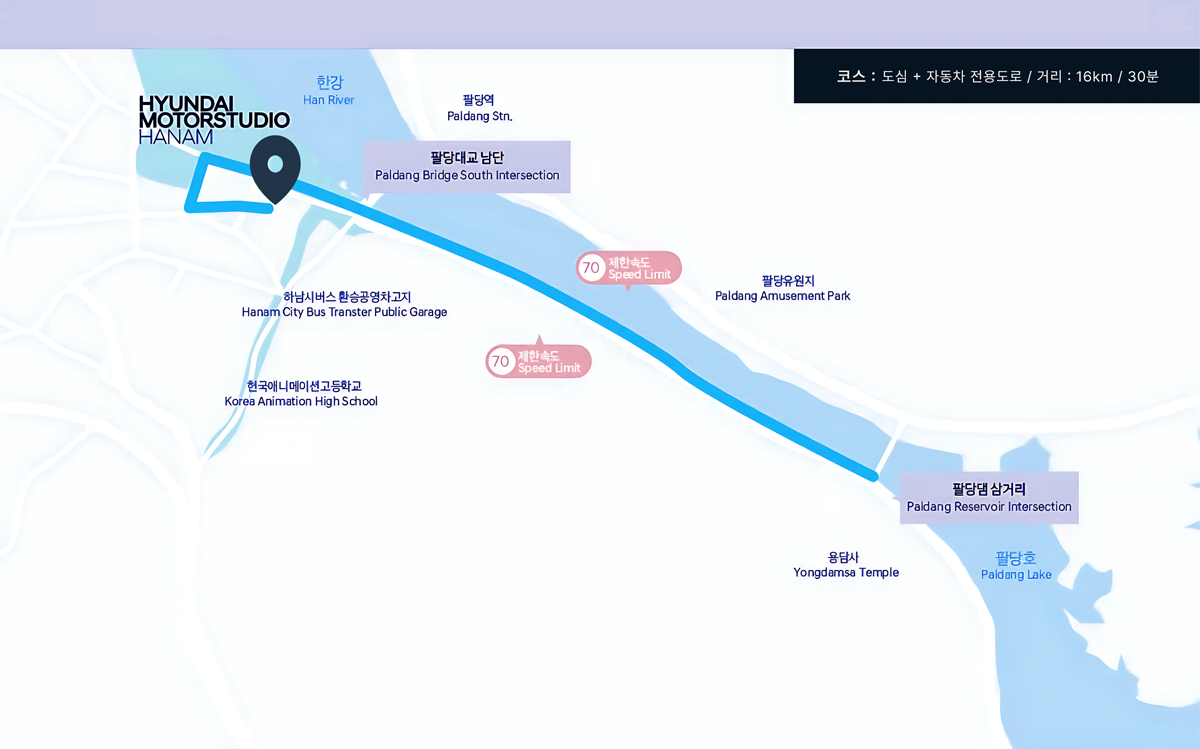 코스 : 도심 + 자동차 전용도로 / 거리 : 16km / 30분
한강
Han River
HYUNDAI
MOTORSTUDIO
HANAM
팔당역
Paldang Stn.
팔당대교 남단
Paldang Bridge South Intersection
70 제한속도
Speed Limit
팔당유원지
Paldang Amusement Park
하남시버스 환승공영차고지
Hanam City Bus Transter Public Garage
70 제한속도
Speed Limit
현국애니메이션고등학교
Korea Animation High School
팔당댐 삼거리
Paldang Reservoir Intersection
용담사
Yongdamsa Temple
팔당호
Paldang Lake